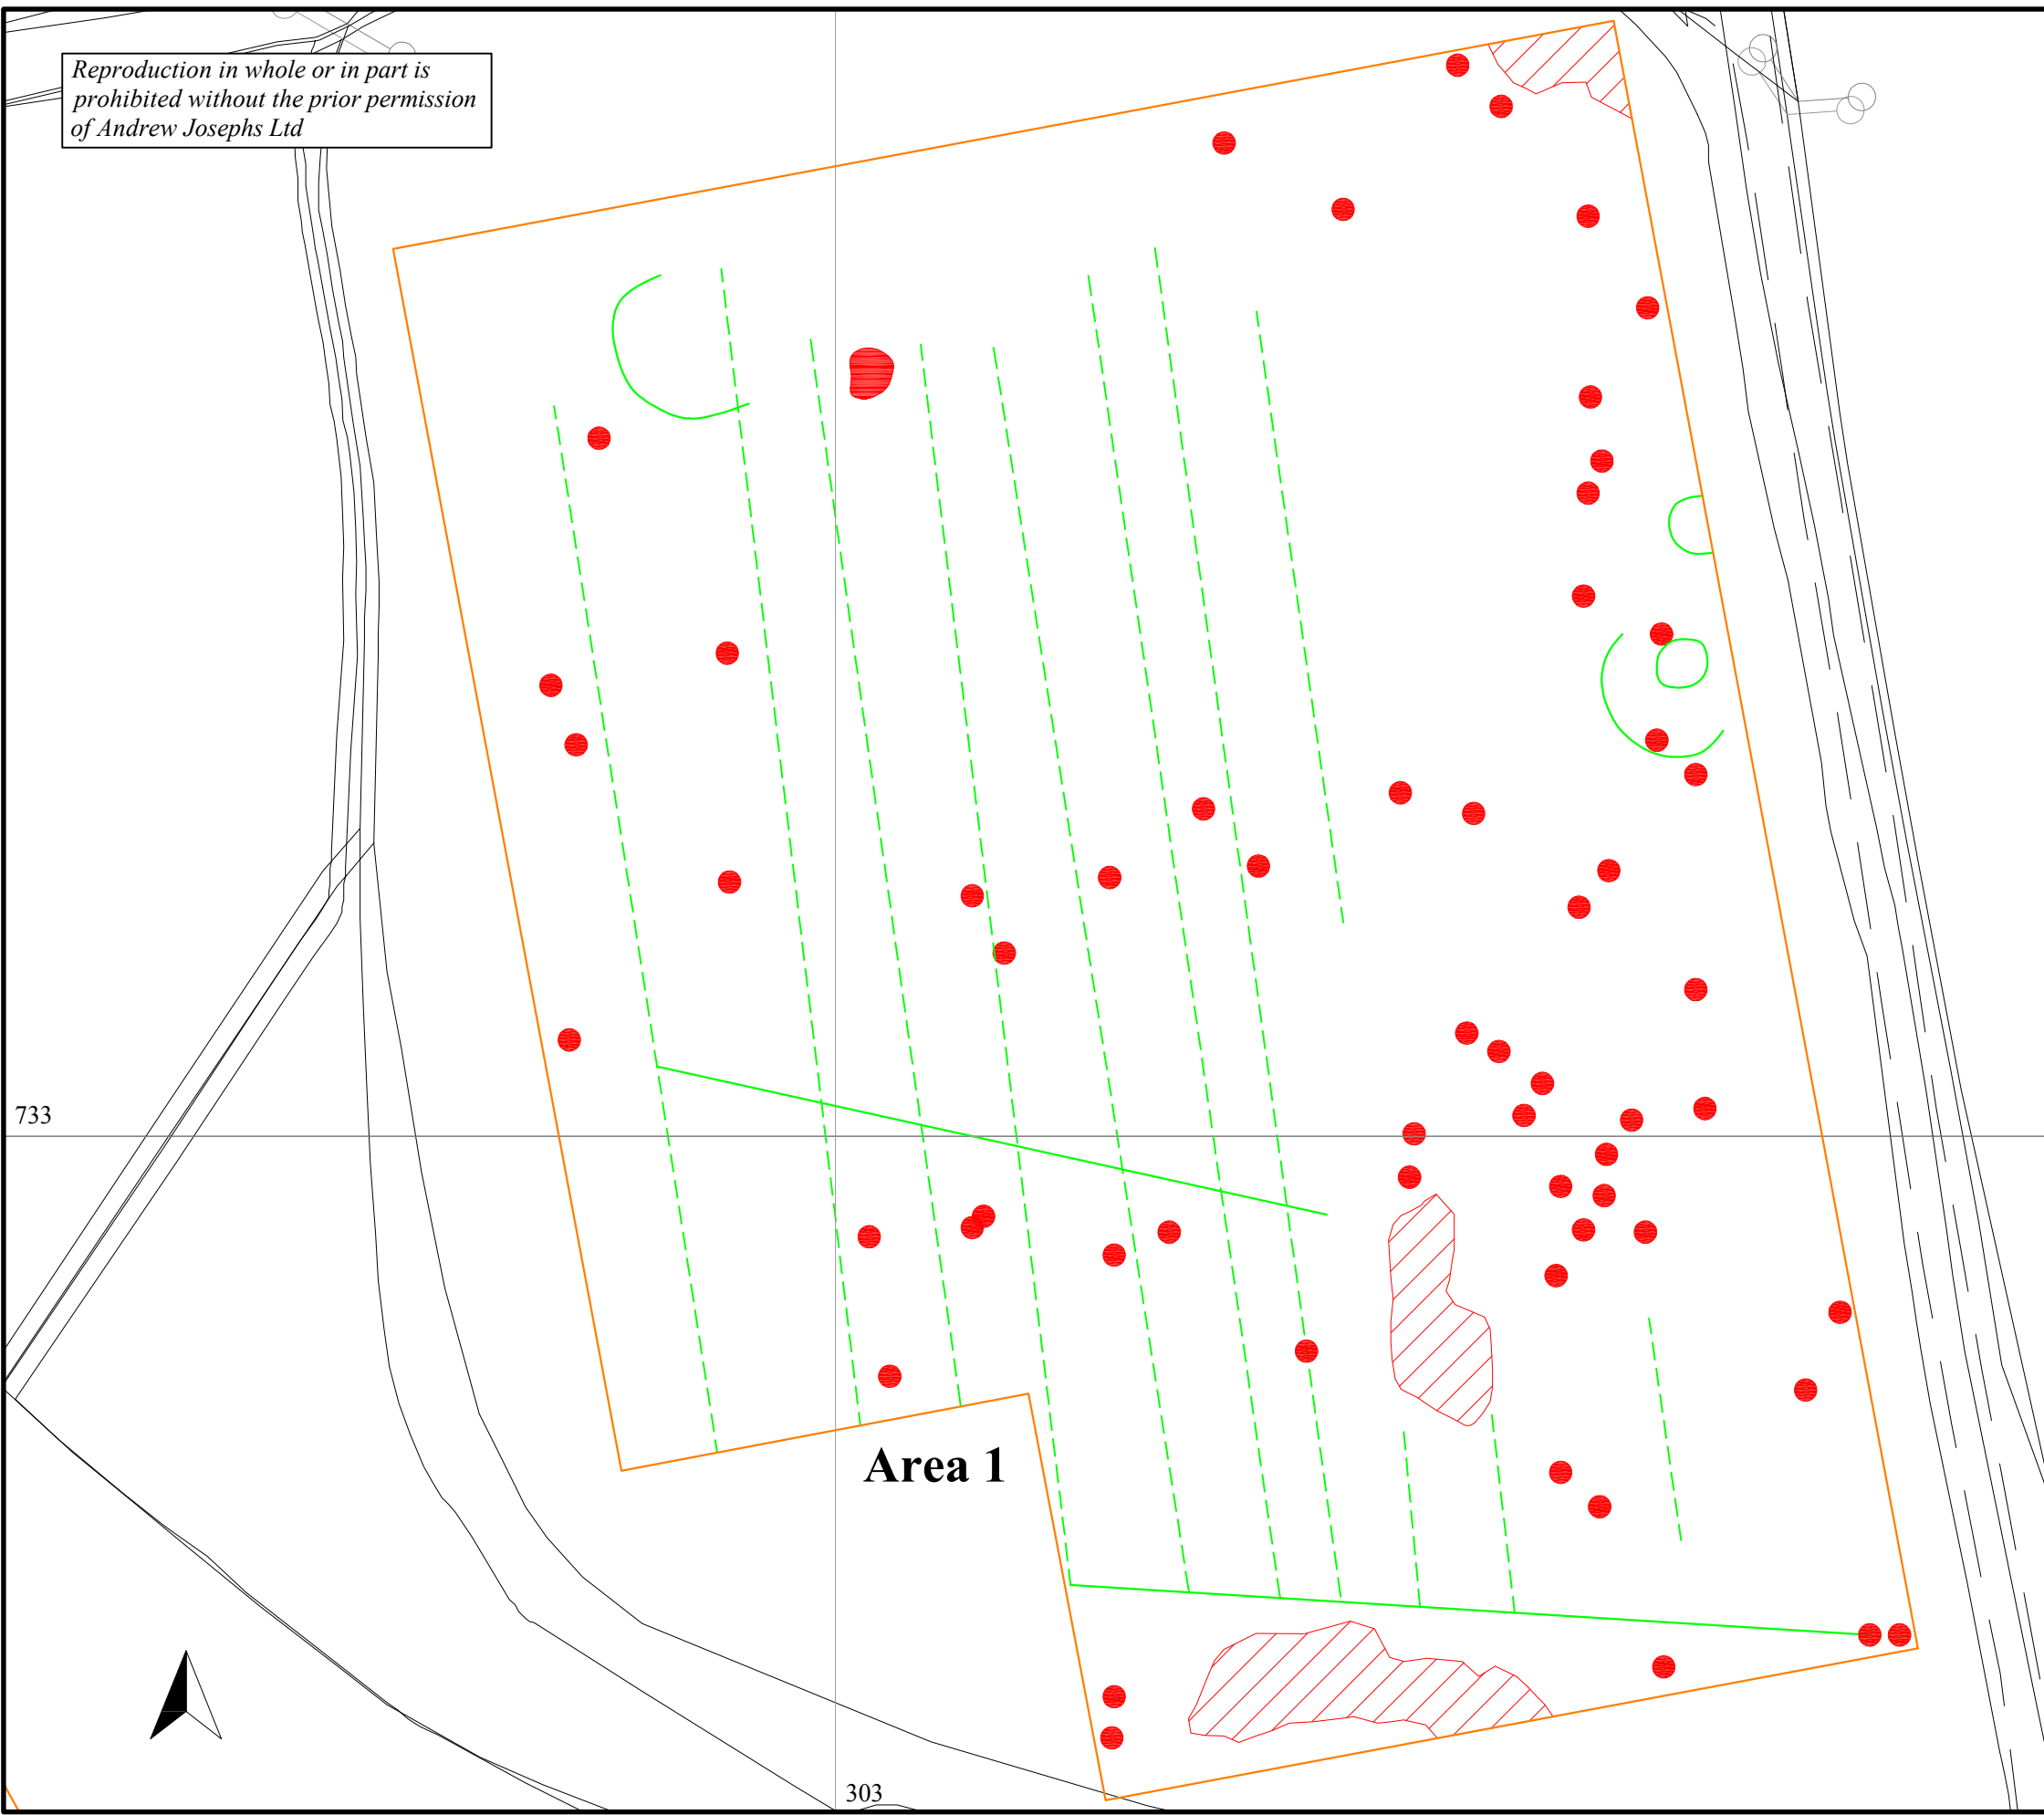 Reproduction in whole or in part is
prohibited without the prior permission
of Andrew Josephs Ltd
733
Area 1
303